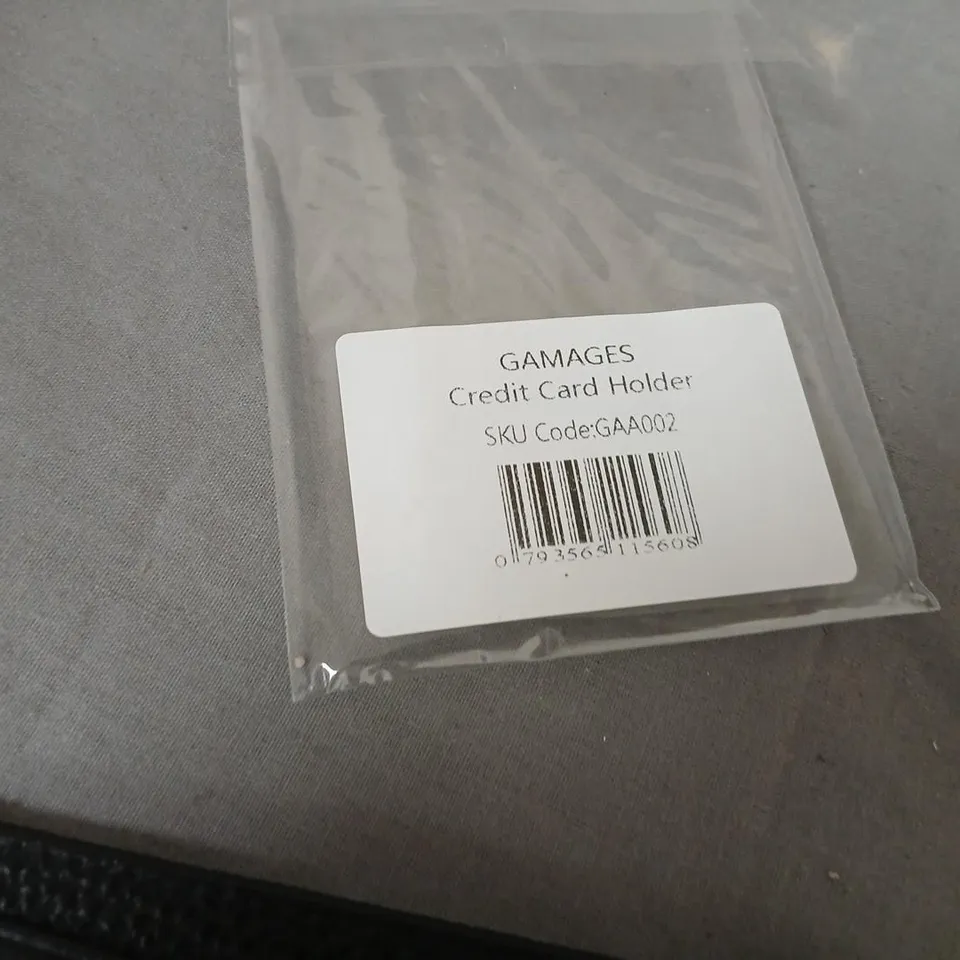 GAMAGES
Credit Card Holder
SKU Code:GAA002
0 793565 115608